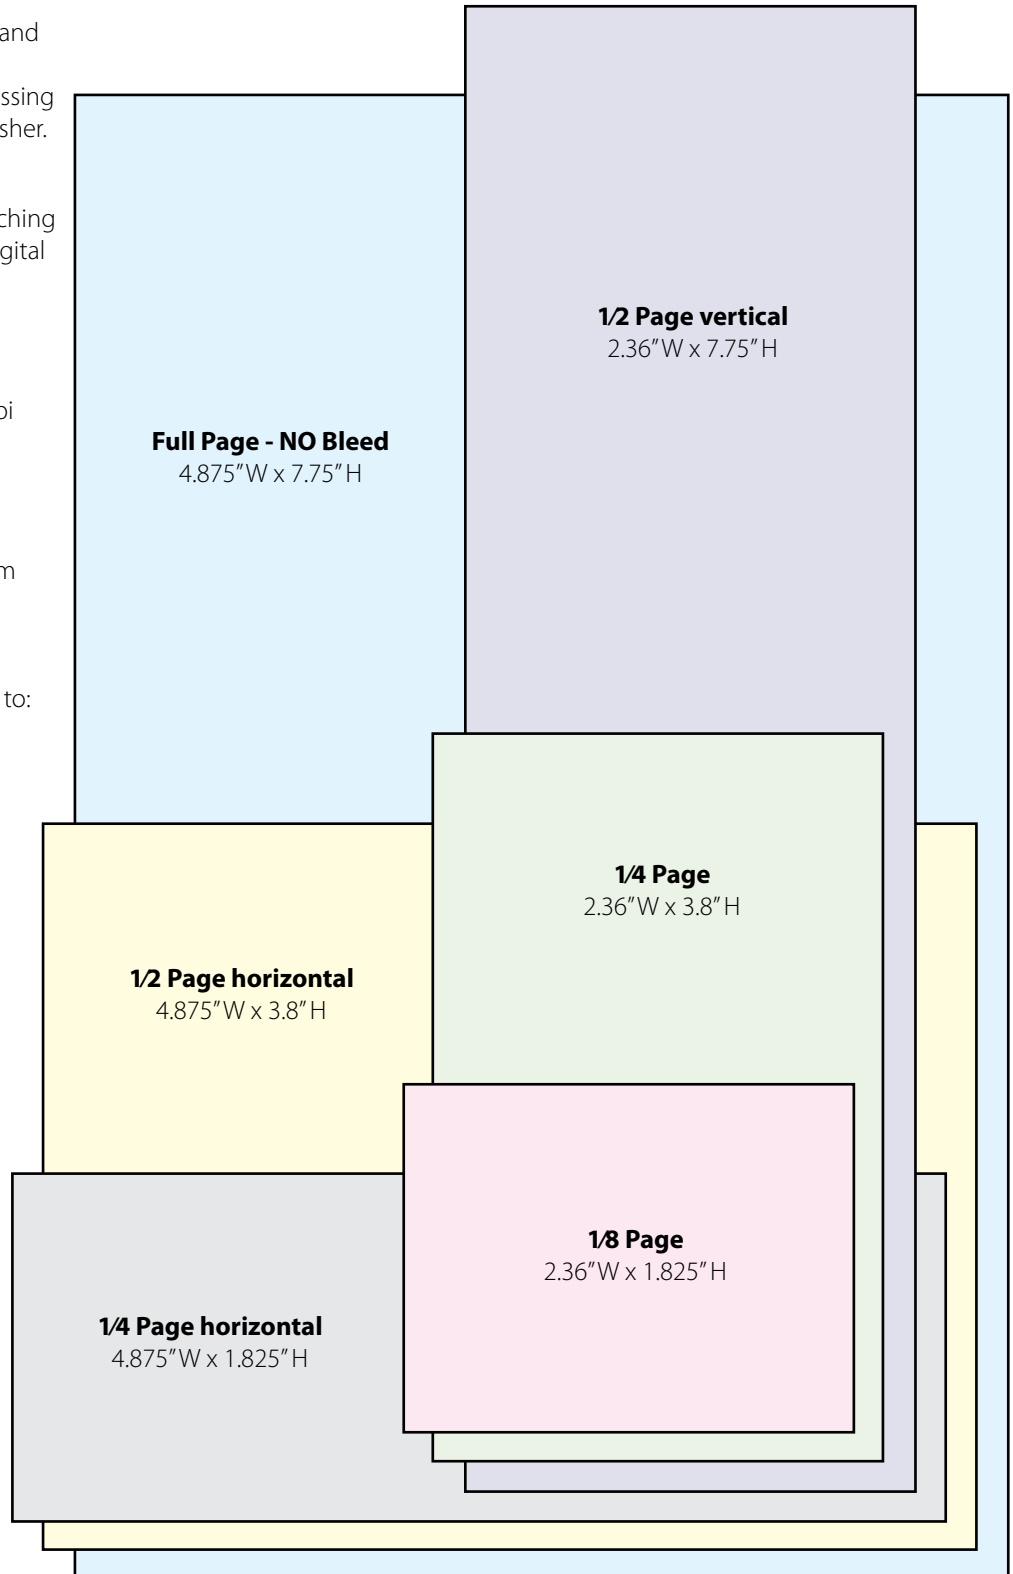 and
ssing
sher.
ching
gital
oi
m
to:
1/2 Page vertical
2.36"W x 7.75"H
Full Page - NO Bleed
4.875"W x 7.75"H
1/4 Page
2.36"W x 3.8"H
1/2 Page horizontal
4.875"W x 3.8"H
1/8 Page
2.36"W x 1.825"H
1/4 Page horizontal
4.875"W x 1.825"H